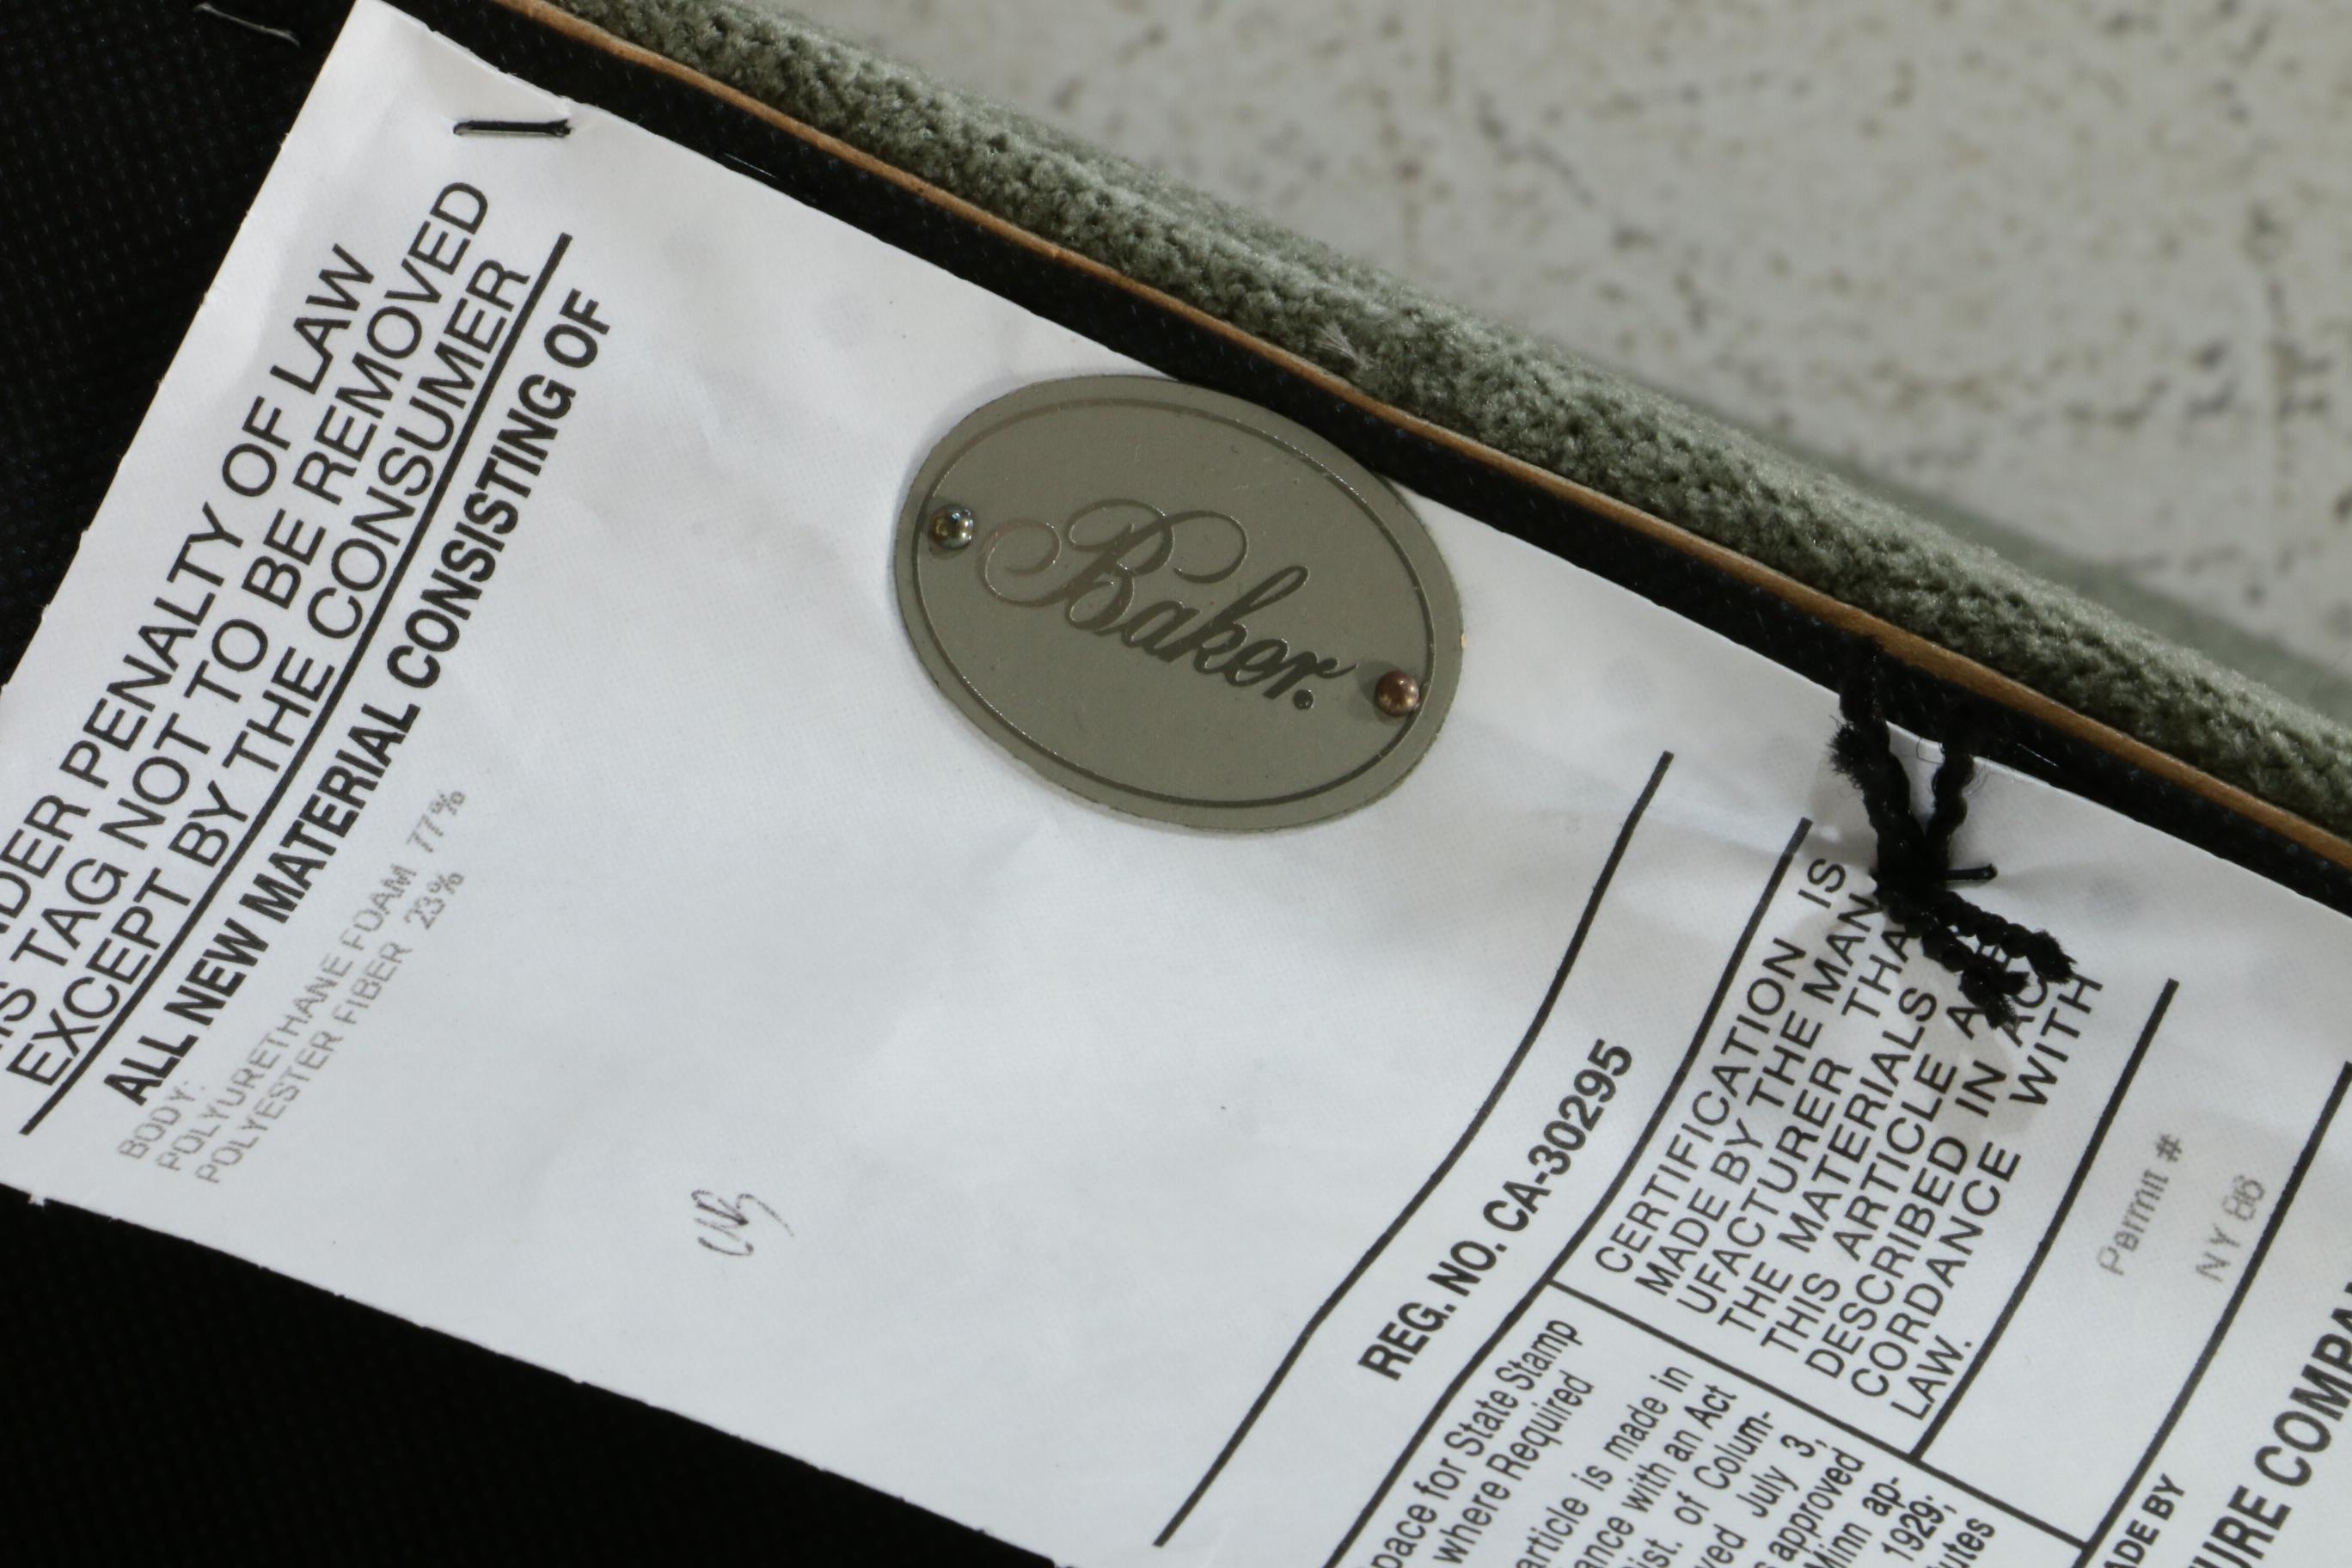 UNDER PENALTY OF LAW
THIS TAG NOT TO BE REMOVED
EXCEPT BY THE CONSUMER
ALL NEW MATERIAL CONSISTING OF
BODY:
POLYURETHANE FOAM 77%
POLYESTER FIBER 23%
Baker.
REG. NO. CA-30295
CERTIFICATION IS
MADE BY THE MAN
UFACTURER THA
THE MATERIALS
THIS ARTICLE AR
DESCRIBED IN AC
CORDANCE WITH
LAW.
pace for State Stamp
where Required
article is made in
ance with an Act
ist. of Colum-
ved July 3,
approved
Minn ap-
1929;
utes
Permit #
NY 86
ADE BY
URE COMPA